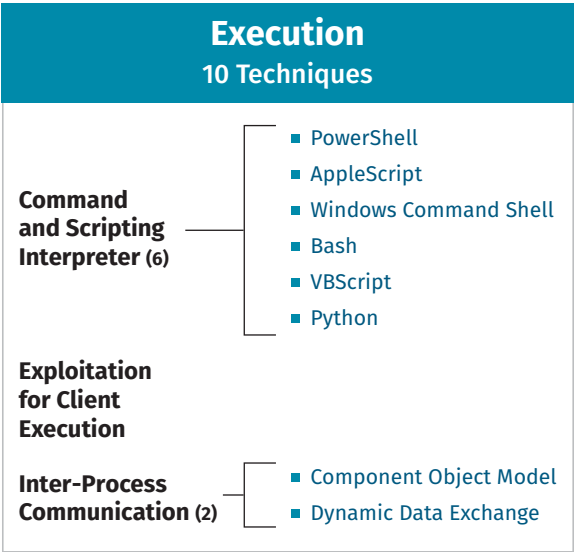 Execution
10 Techniques
Command
and Scripting
Interpreter (6)
PowerShell
AppleScript
Windows Command Shell
Bash
VBScript
Python
Exploitation
for Client
Execution
Inter-Process
Communication (2)
Component Object Model
Dynamic Data Exchange